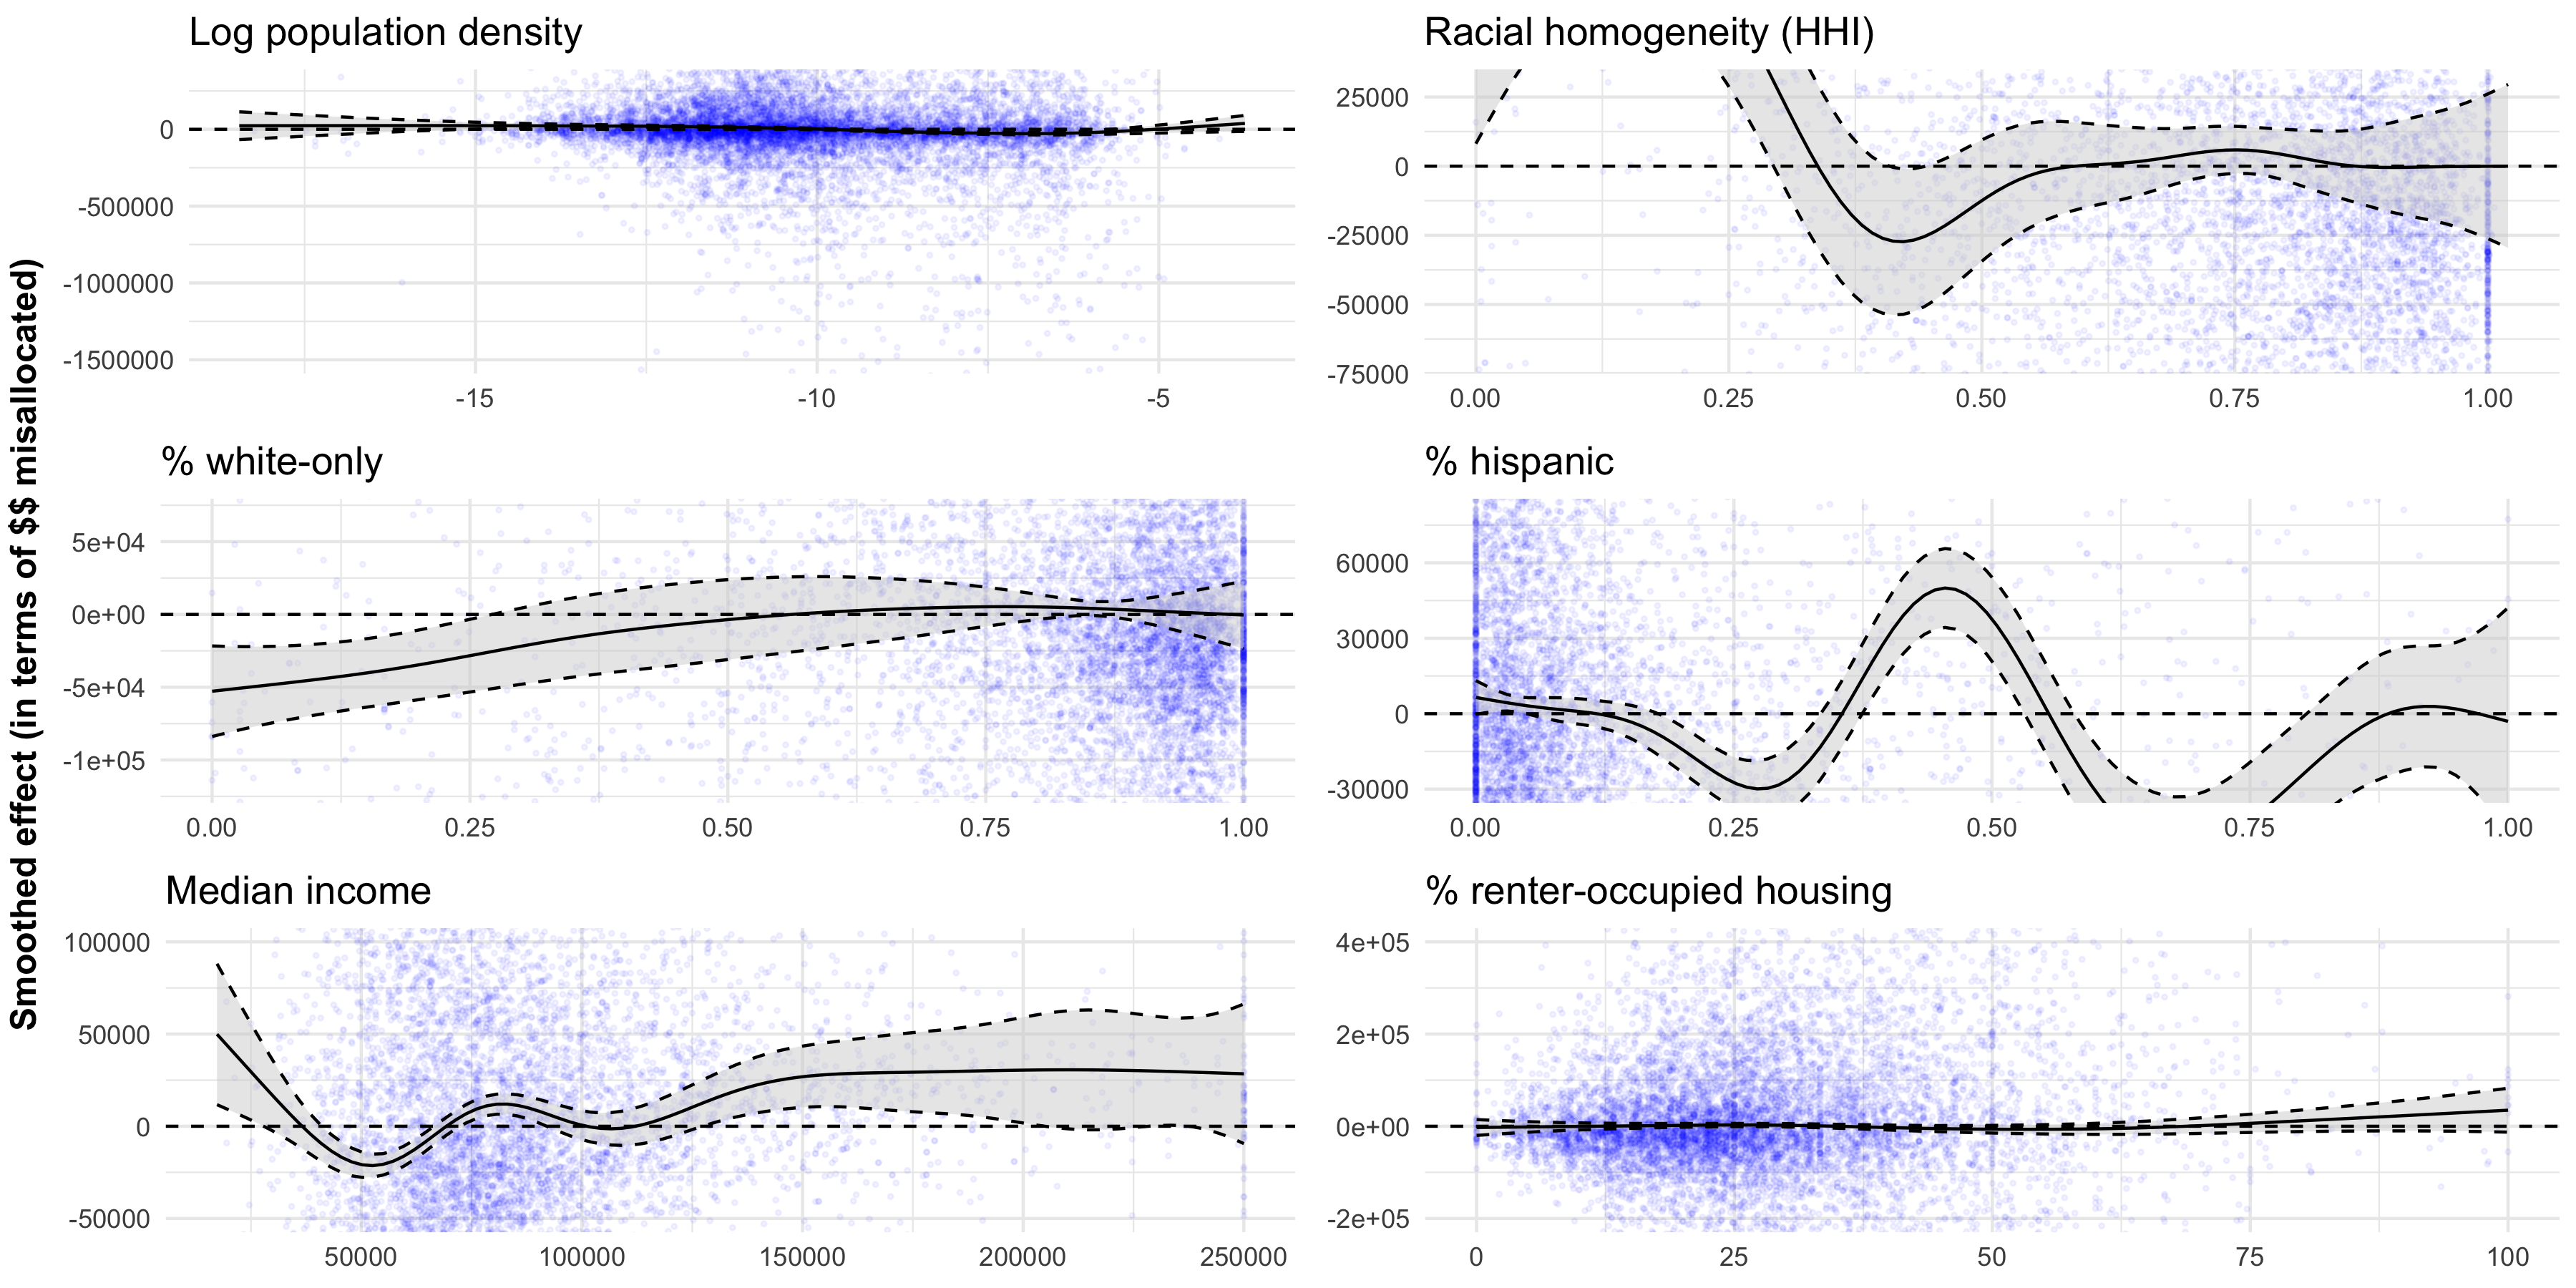 Smoothed effect (in terms of $$ misallocated)
Log population density
0
-500000
-1000000
-1500000
-15 -10 -5
Racial homogeneity (HHI)
25000
0
-25000
-50000
-75000
0.00 0.25 0.50 0.75 1.00
% white-only
5e+04
0e+00
-5e+04
-1e+05
0.00 0.25 0.50 0.75 1.00
% hispanic
60000
30000
0
-30000
0.00 0.25 0.50 0.75 1.00
Median income
100000
50000
0
-50000
50000 100000 150000 200000 250000
% renter-occupied housing
4e+05
2e+05
0e+00
-2e+05
0 25 50 75 100